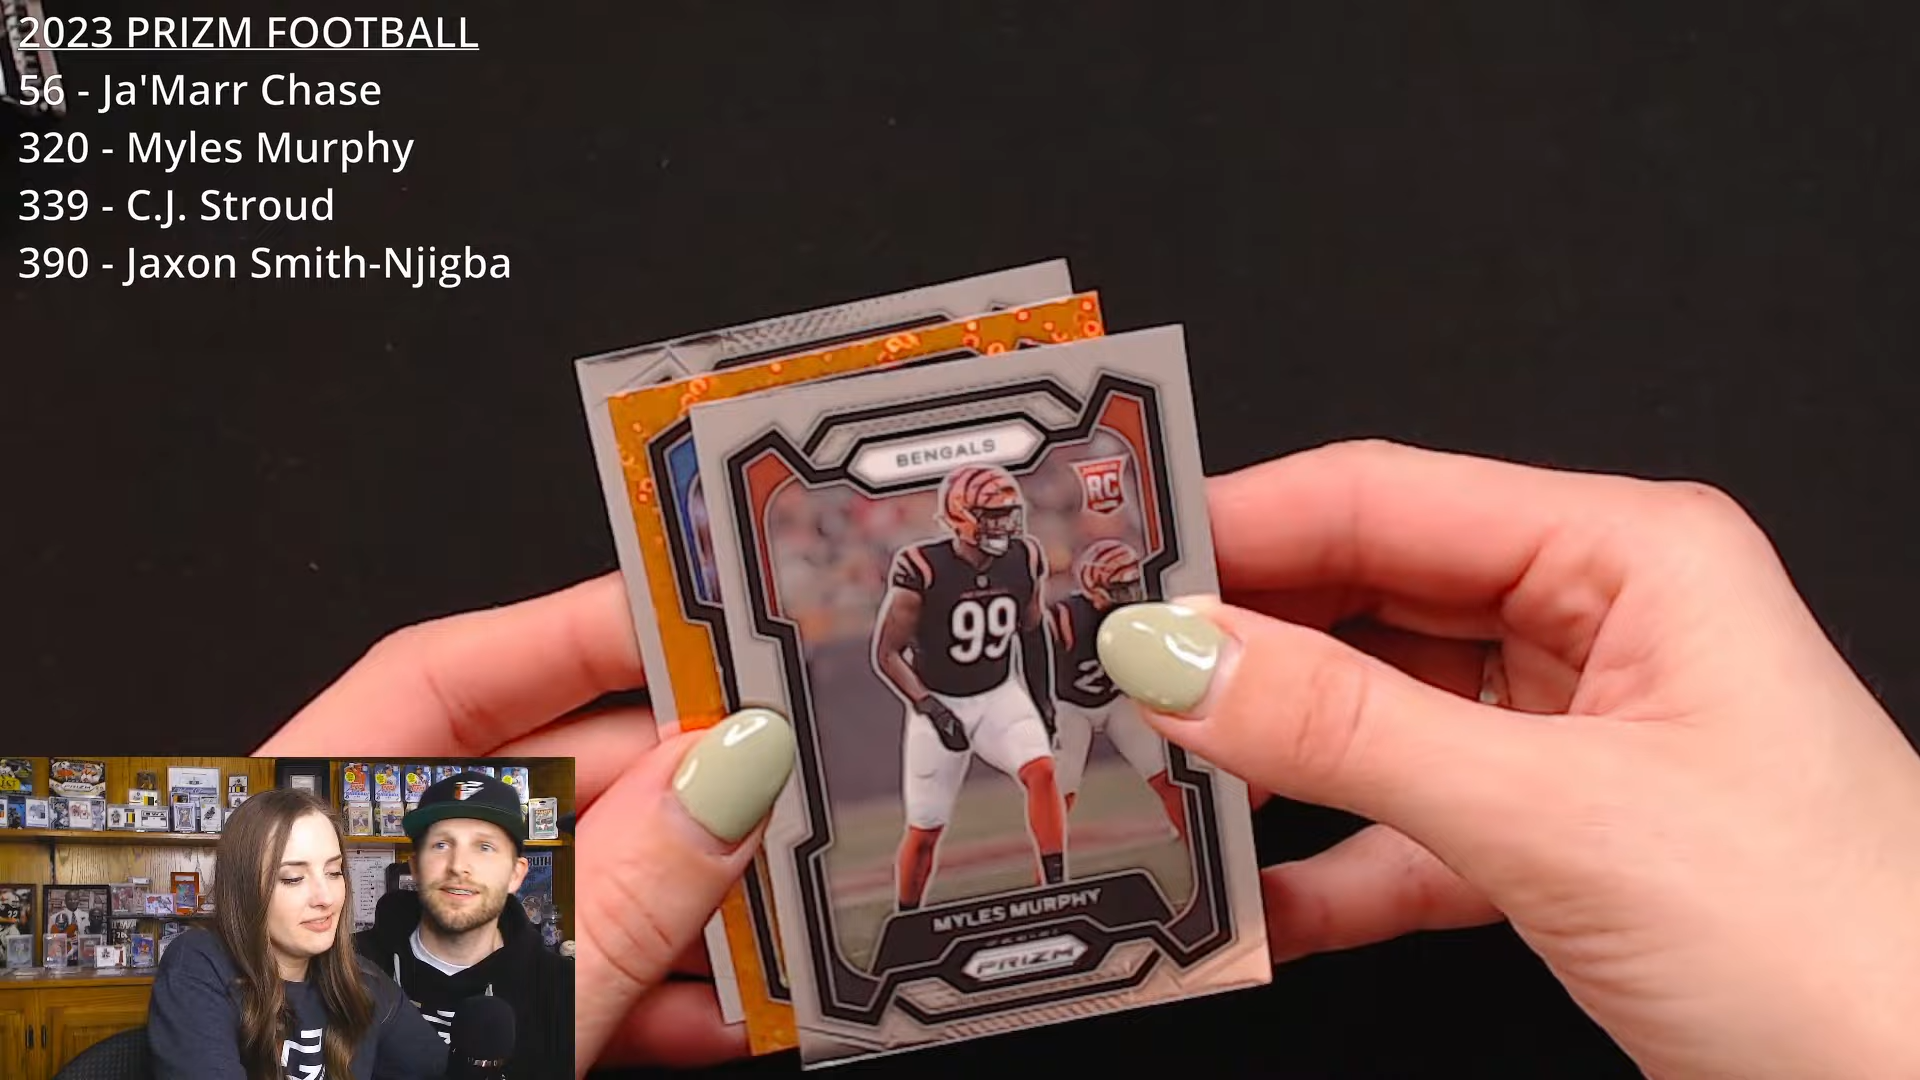 2023 PRIZM FOOTBALL
56 - Ja'Marr Chase
320 - Myles Murphy
339 - C.J. Stroud
390 - Jaxon Smith-Njigba
BENGALS
RC
99
2
MYLES MURPHY
PRIZM